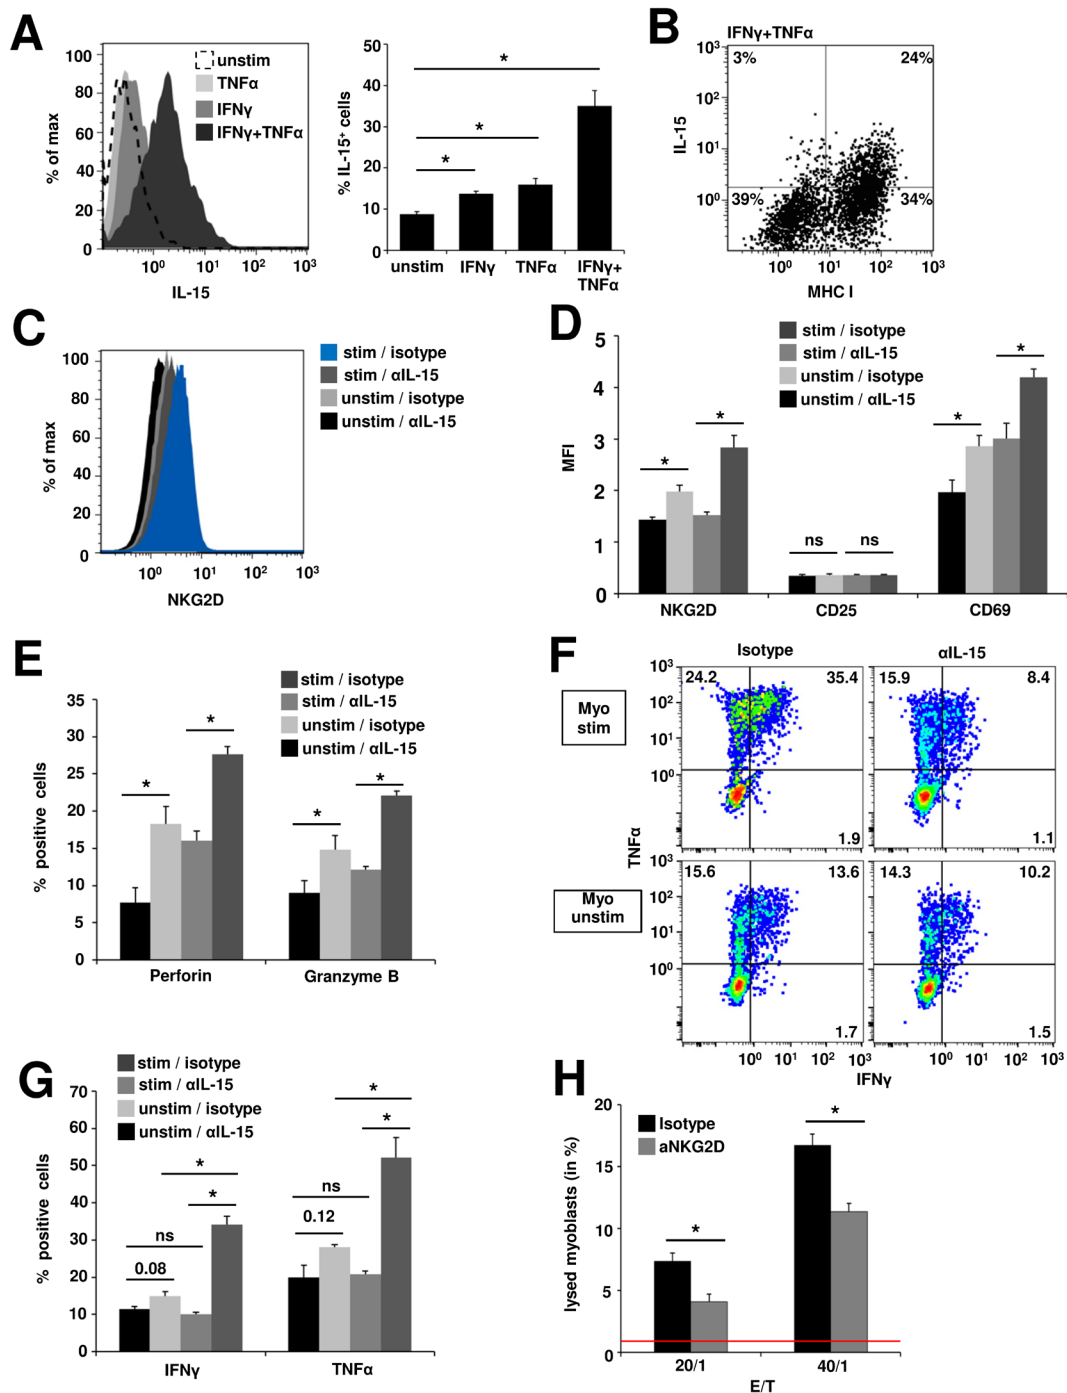 A
100
80
60
40
20
0
% of max
10⁰ 10¹ 10² 10³
IL-15
unstim
TNFα
IFNγ
IFNγ+TNFα
50
40
30
20
10
0
% IL-15⁺ cells
*
*
*
unstim IFNγ TNFα IFNγ+
TNFα
B
IFNγ+TNFα
10³
10²
10¹
10⁰
IL-15
3% 24%
39% 34%
10⁰ 10¹ 10² 10³
MHC I
C
100
80
60
40
20
0
% of max
10⁰ 10¹ 10² 10³
NKG2D
stim / isotype
stim / αIL-15
unstim / isotype
unstim / αIL-15
D
stim / isotype
stim / αIL-15
unstim / isotype
unstim / αIL-15
5
4
3
2
1
0
MFI
* * ns ns * *
NKG2D CD25 CD69
E
stim / isotype
stim / αIL-15
unstim / isotype
unstim / αIL-15
35
30
25
20
15
10
5
0
% positive cells
* * * *
Perforin Granzyme B
F
Isotype αIL-15
Myo
stim
10³
10²
10¹
10⁰
24.2 35.4 15.9 8.4
1.9 1.1
TNFα
Myo
unstim
10²
10¹
10⁰
15.6 13.6 14.3 10.2
1.7 1.5
10⁰ 10¹ 10² 10³ 10⁰ 10¹ 10² 10³
IFNγ
G
stim / isotype
stim / αIL-15
unstim / isotype
unstim / αIL-15
70
60
50
40
30
20
10
0
% positive cells
*
*
ns
0.08
*
*
ns
0.12
IFNγ TNFα
H
Isotype
aNKG2D
20
15
10
5
0
lysed myoblasts (in %)
* *
20/1 40/1
E/T